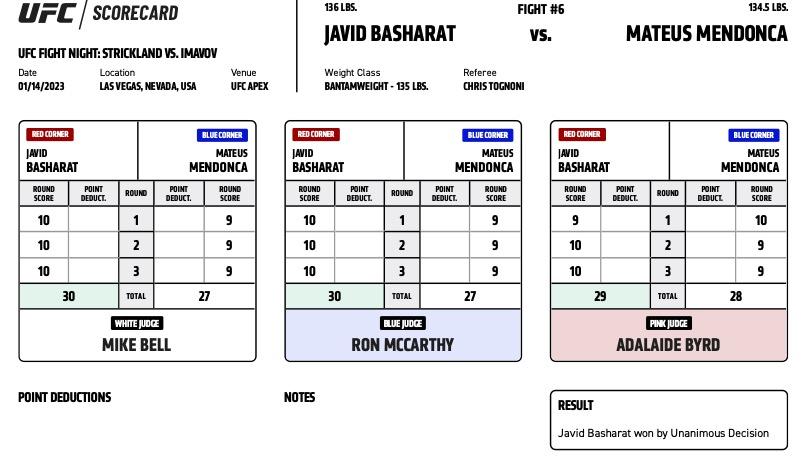 UFC / SCORECARD
136 LBS. FIGHT #6 134.5 LBS.
JAVID BASHARAT vs. MATEUS MENDONCA
UFC FIGHT NIGHT: STRICKLAND VS. IMAVOV
Date Location Venue Weight Class Referee
01/14/2023 LAS VEGAS, NEVADA, USA UFC APEX BANTAMWEIGHT - 135 LBS. CHRIS TOGNONI
RED CORNER BLUE CORNER
JAVID MATEUS
BASHARAT MENDONCA
ROUND SCORE POINT DEDUCT. ROUND POINT DEDUCT. ROUND SCORE
10 1 9
10 2 9
10 3 9
30 TOTAL 27
WHITE JUDGE
MIKE BELL
RED CORNER BLUE CORNER
JAVID MATEUS
BASHARAT MENDONCA
ROUND SCORE POINT DEDUCT. ROUND POINT DEDUCT. ROUND SCORE
10 1 9
10 2 9
10 3 9
30 TOTAL 27
BLUE JUDGE
RON MCCARTHY
RED CORNER BLUE CORNER
JAVID MATEUS
BASHARAT MENDONCA
ROUND SCORE POINT DEDUCT. ROUND POINT DEDUCT. ROUND SCORE
9 1 10
10 2 9
10 3 9
29 TOTAL 28
PINK JUDGE
ADALAIDE BYRD
POINT DEDUCTIONS
NOTES
RESULT
Javid Basharat won by Unanimous Decision